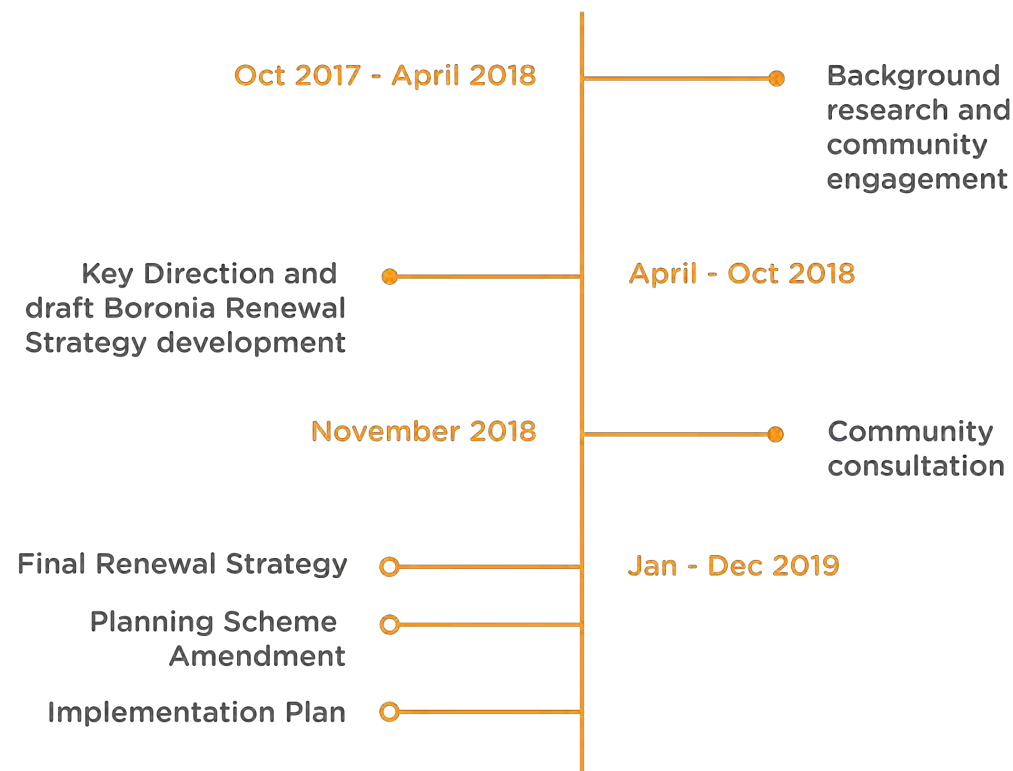 Oct 2017 - April 2018
Background
research and
community
engagement
Key Direction and
draft Boronia Renewal
Strategy development
April - Oct 2018
November 2018
Community
consultation
Final Renewal Strategy
Jan - Dec 2019
Planning Scheme
Amendment
Implementation Plan